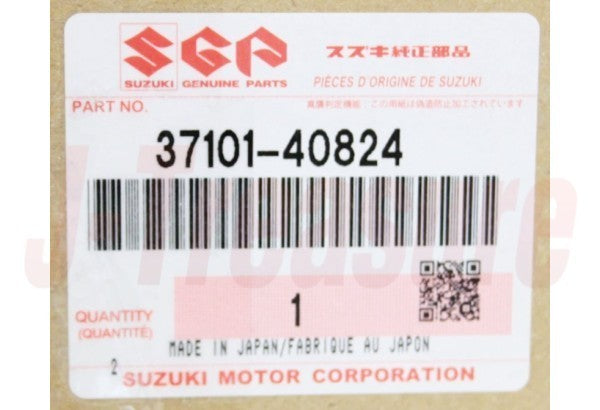 SGP スズキ純正部品
SUZUKI GENUINE PARTS PIÈCES D'ORIGINE DE SUZUKI
PART NO.
37101-40824
QUANTITY 1
(QUANTITÉ)
MADE IN JAPAN/FABRIQUE AU JAPON
2
SUZUKI MOTOR CORPORATION
J-Treasure